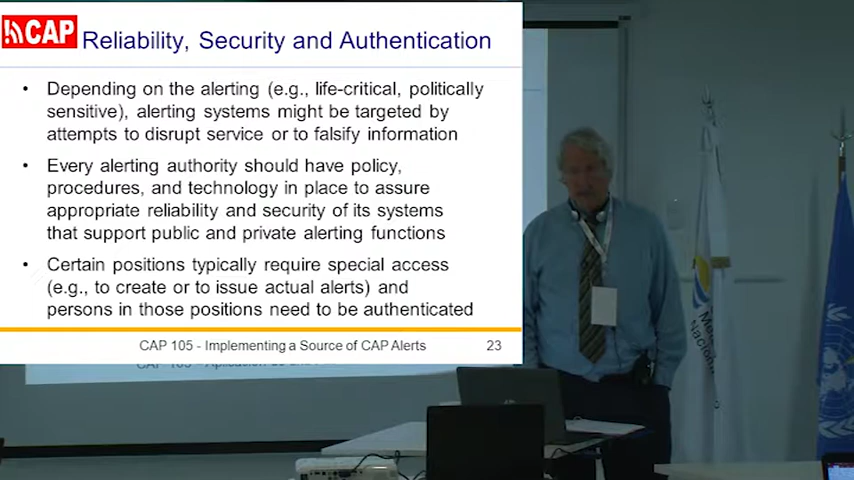 CAP
Reliability, Security and Authentication
• Depending on the alerting (e.g., life-critical, politically
sensitive), alerting systems might be targeted by
attempts to disrupt service or to falsify information
• Every alerting authority should have policy,
procedures, and technology in place to assure
appropriate reliability and security of its systems
that support public and private alerting functions
• Certain positions typically require special access
(e.g., to create or to issue actual alerts) and
persons in those positions need to be authenticated
CAP 105 - Implementing a Source of CAP Alerts 23